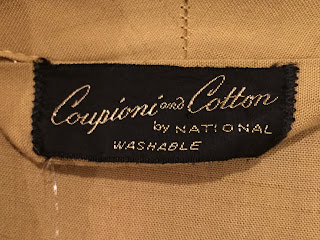 Coupioni and Cotton
by NATIONAL
WASHABLE